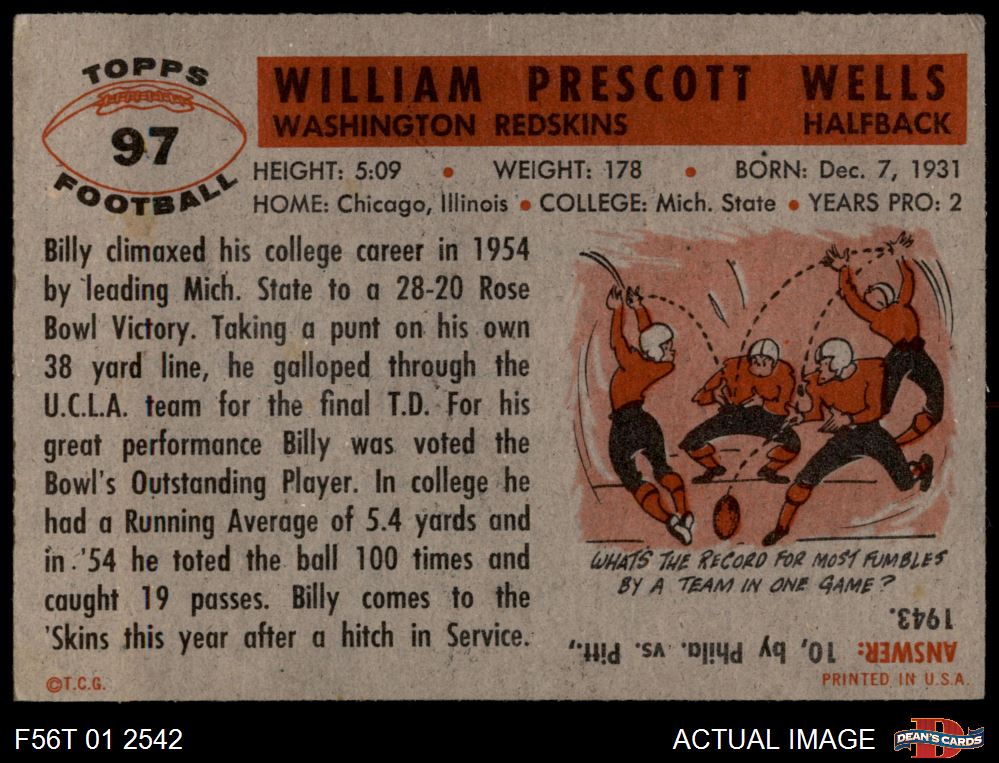 TOPPS
97
FOOTBALL
WILLIAM PRESCOTT WELLS
WASHINGTON REDSKINS HALFBACK
HEIGHT: 5:09 • WEIGHT: 178 • BORN: Dec. 7, 1931
HOME: Chicago, Illinois • COLLEGE: Mich. State • YEARS PRO: 2
Billy climaxed his college career in 1954
by leading Mich. State to a 28-20 Rose
Bowl Victory. Taking a punt on his own
38 yard line, he galloped through the
U.C.L.A. team for the final T.D. For his
great performance Billy was voted the
Bowl's Outstanding Player. In college he
had a Running Average of 5.4 yards and
in '54 he toted the ball 100 times and
caught 19 passes. Billy comes to the
'Skins this year after a hitch in Service.
WHATS THE RECORD FOR MOST FUMBLES
BY A TEAM IN ONE GAME?
ANSWER: 10, by Phila. vs. Pitt.,
1943.
©T.C.G.
PRINTED IN U.S.A.
F56T 01 2542
ACTUAL IMAGE
DEAN'S CARDS